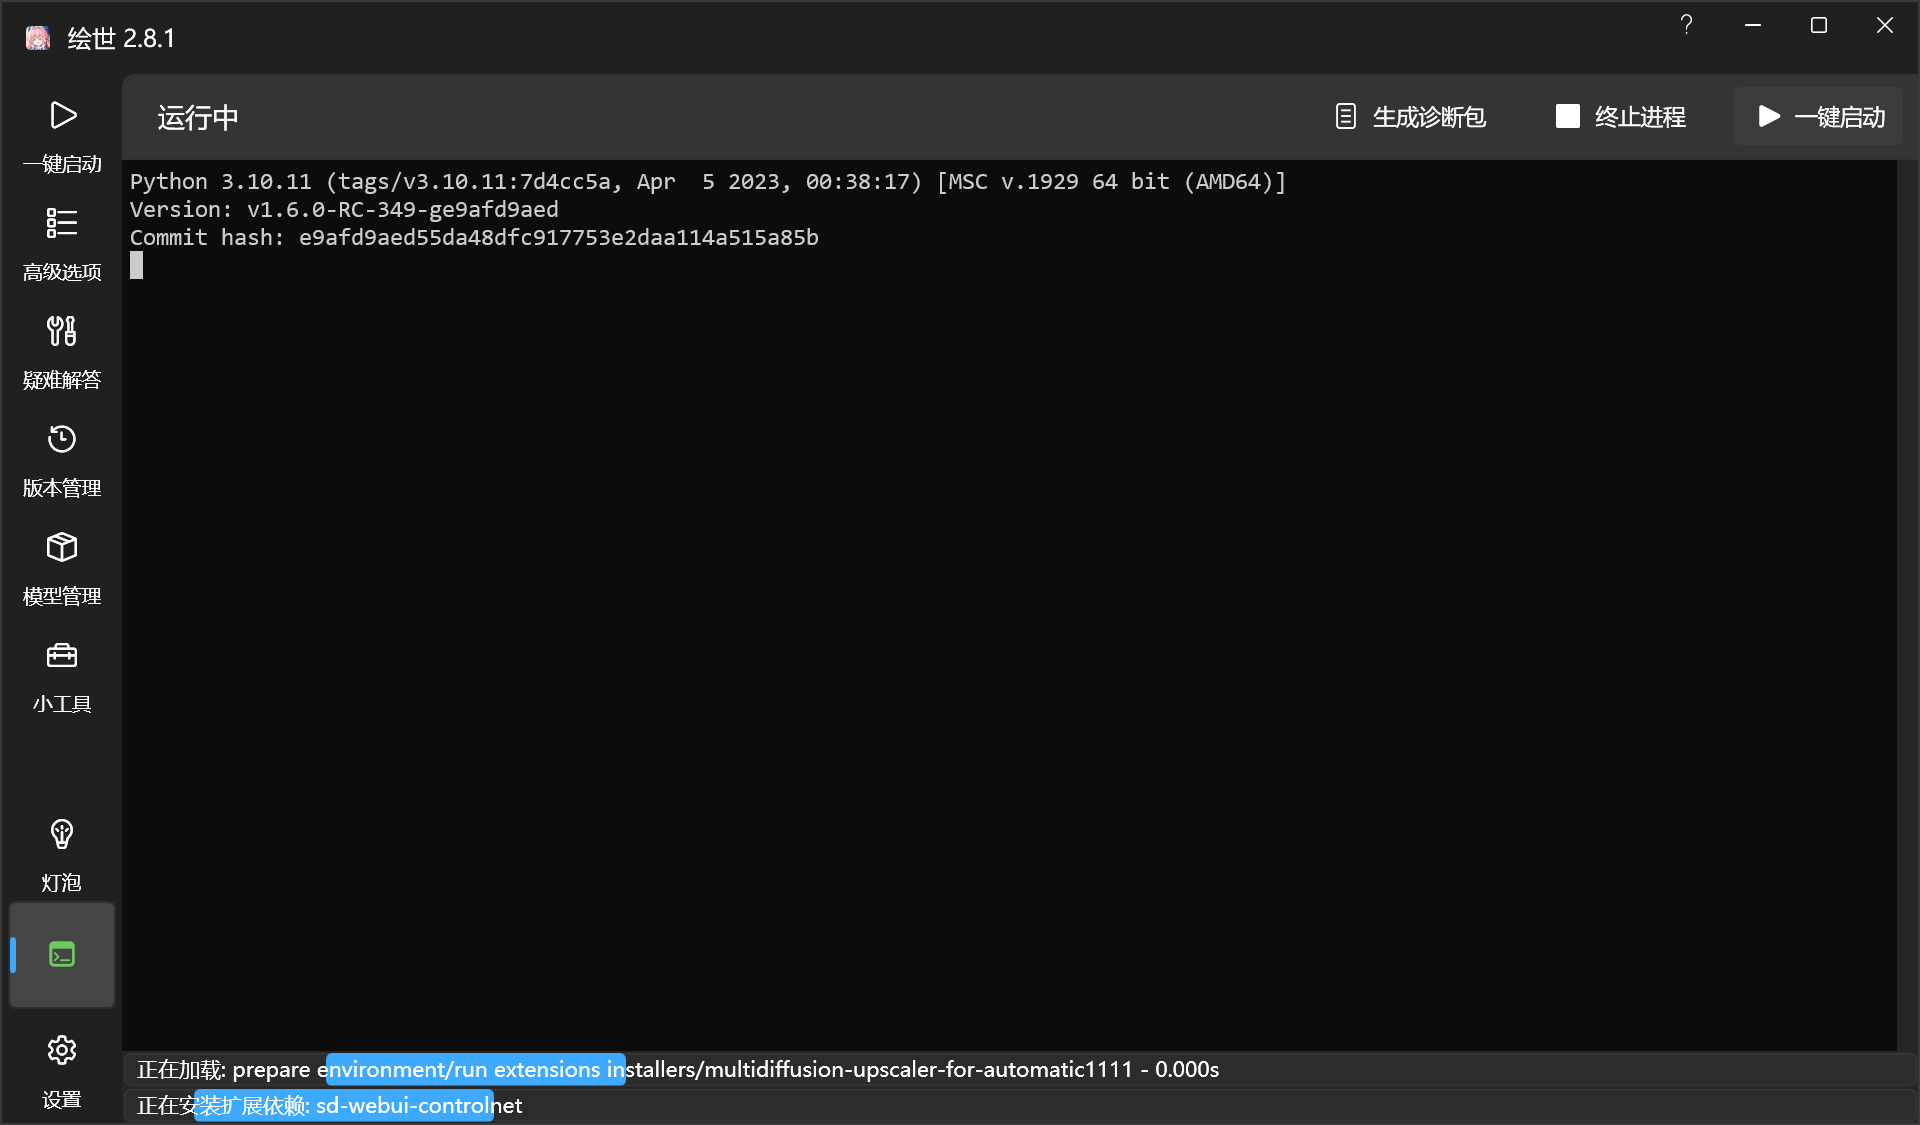 绘世 2.8.1
一键启动
高级选项
疑难解答
版本管理
模型管理
小工具
灯泡
设置
运行中
生成诊断包
终止进程
一键启动
Python 3.10.11 (tags/v3.10.11:7d4cc5a, Apr  5 2023, 00:38:17) [MSC v.1929 64 bit (AMD64)]
Version: v1.6.0-RC-349-ge9afd9aed
Commit hash: e9afd9aed55da48dfc917753e2daa114a515a85b
正在加载: prepare environment/run extensions installers/multidiffusion-upscaler-for-automatic1111 - 0.000s
正在安装扩展依赖: sd-webui-controlnet